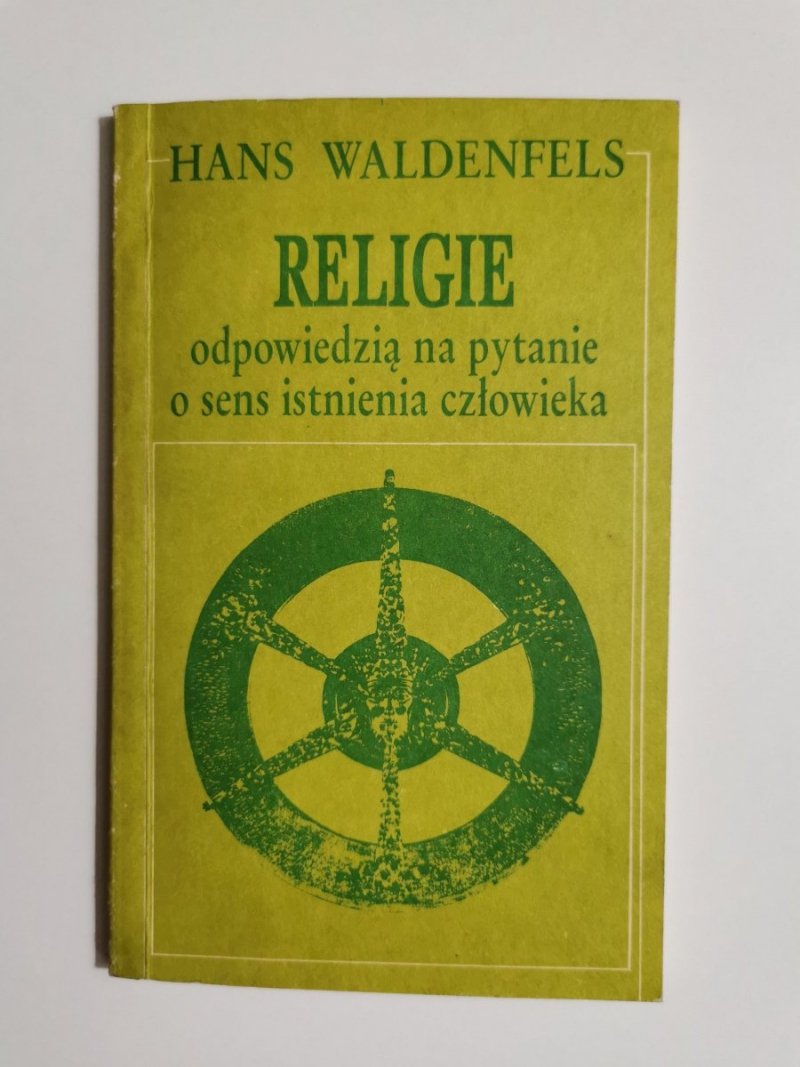 HANS WALDENFELS
RELIGIE
odpowiedzią na pytanie
o sens istnienia człowieka